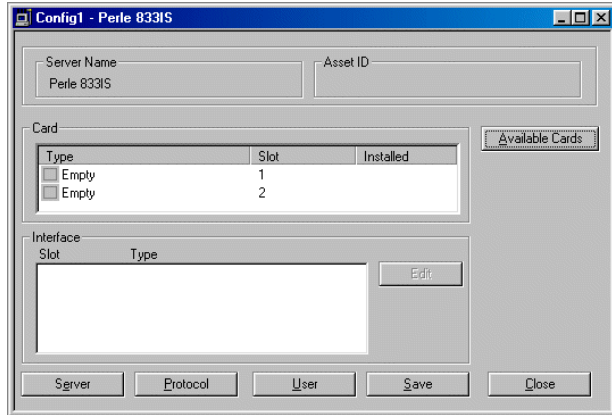 Config1 - Perle 833IS
Server Name
Asset ID
Perle 833IS
Card
Available Cards
Type Slot Installed
Empty 1
Empty 2
Interface
Slot Type
Edit
Server Protocol User Save Close